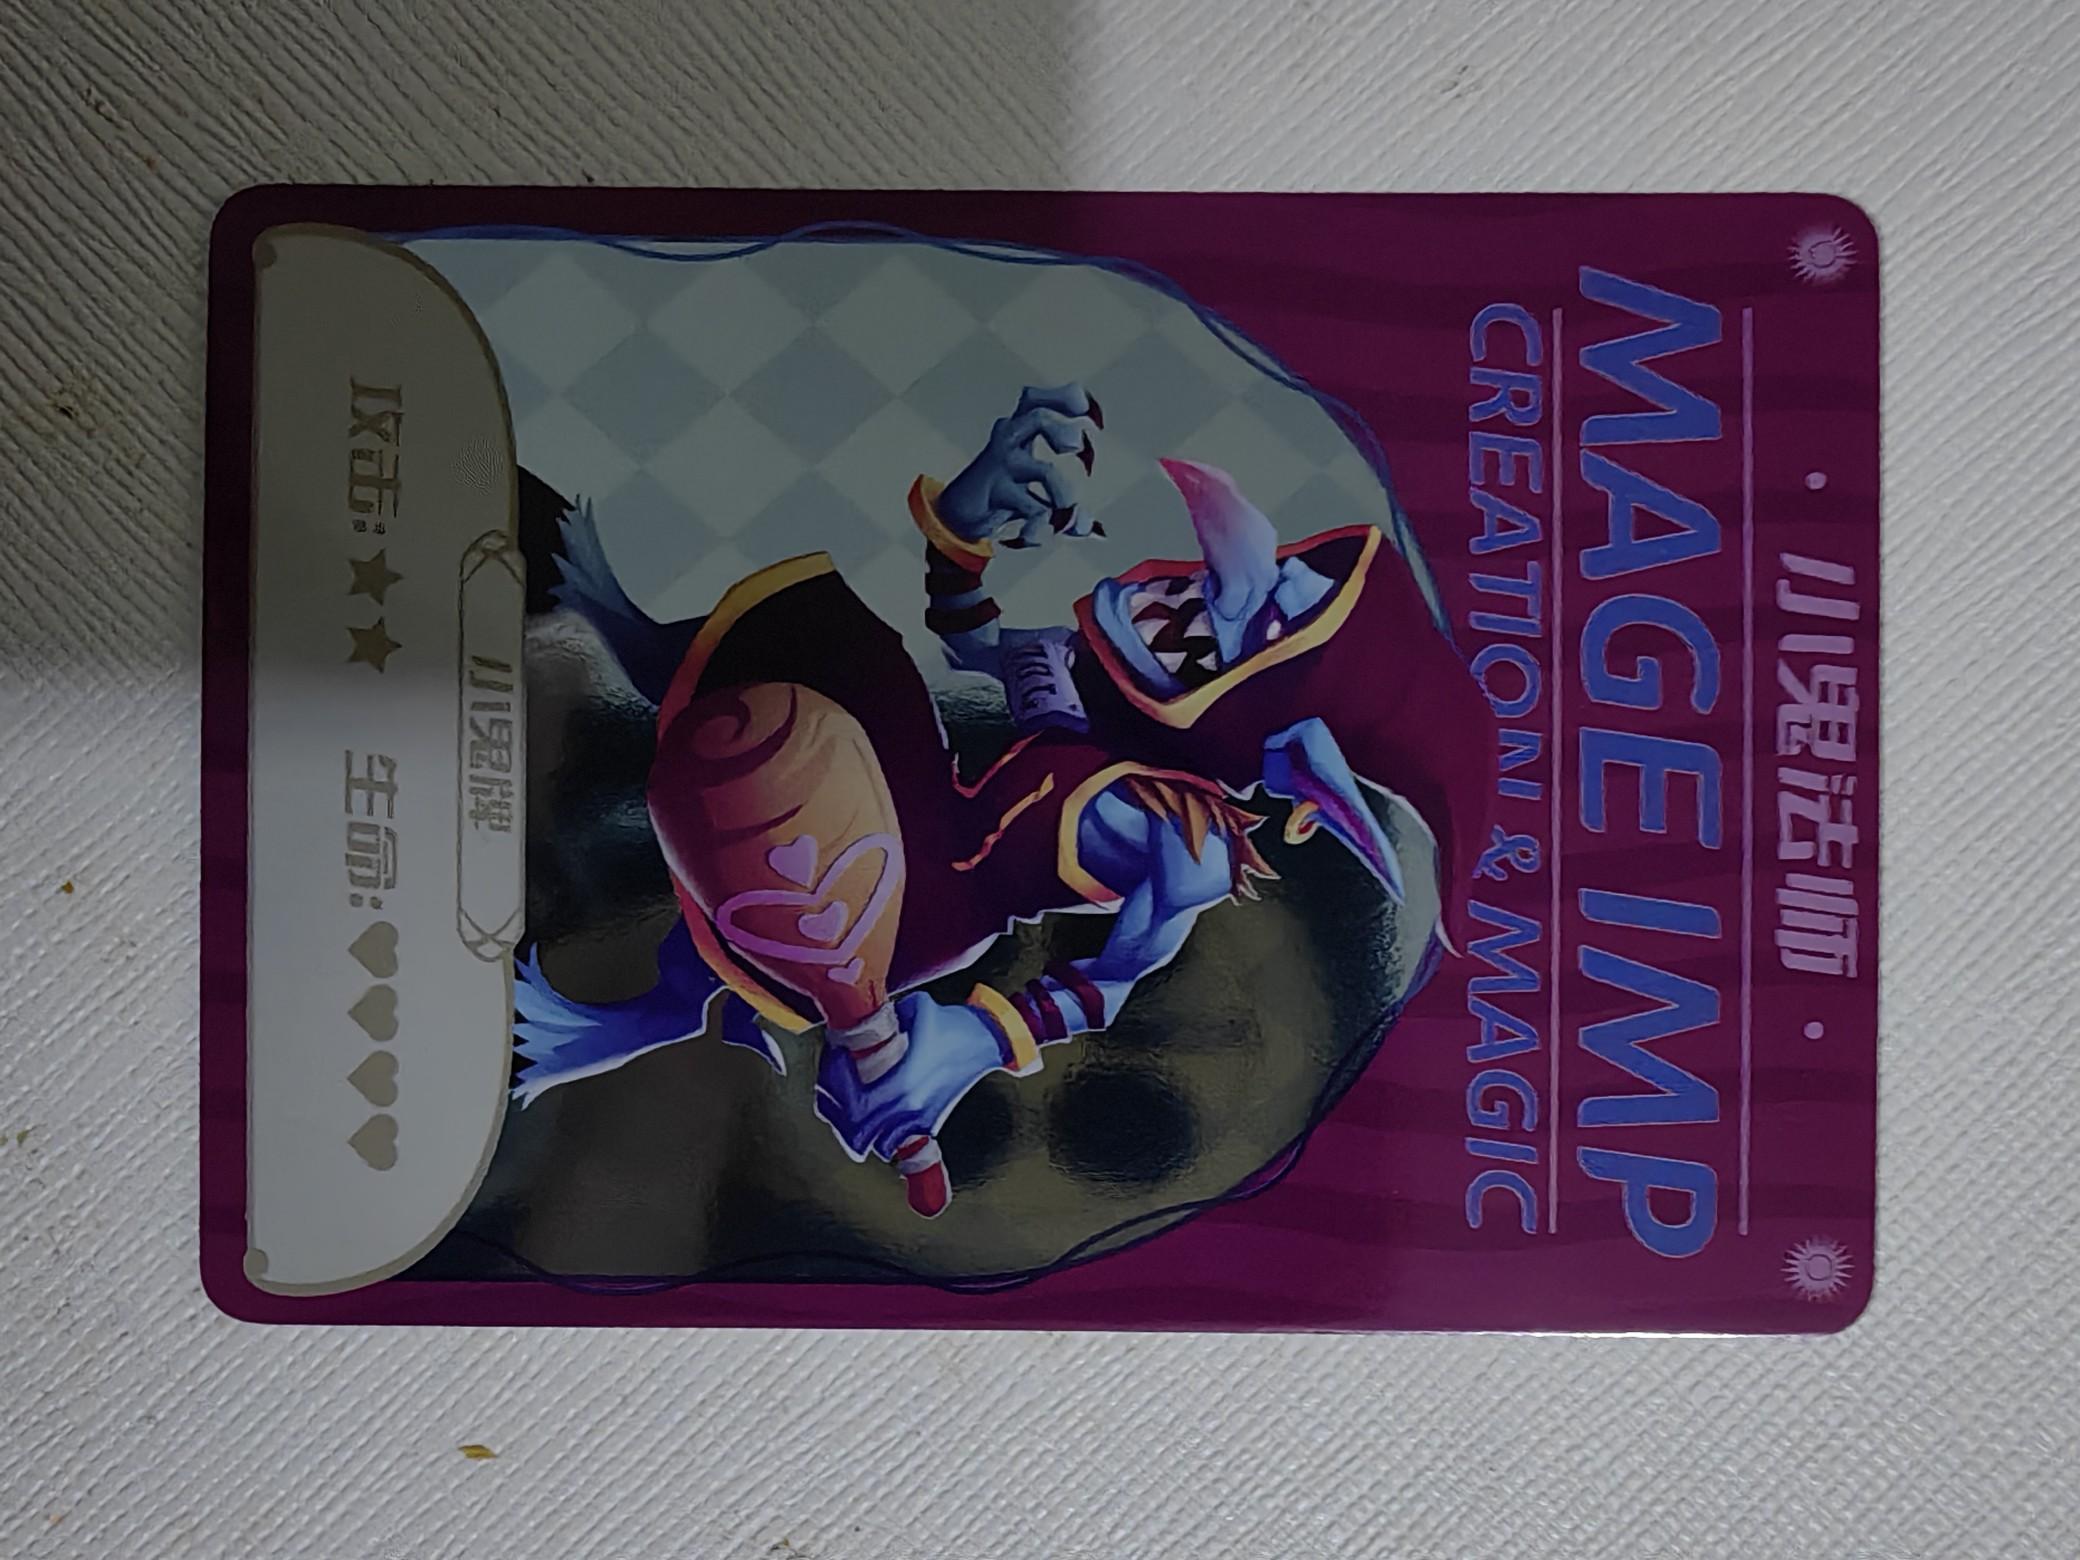 · 小鬼法师 ·
MAGE IMP
CREATION & MAGIC
小鬼牌
攻击: ★★ 生命: ♥♥♥♥